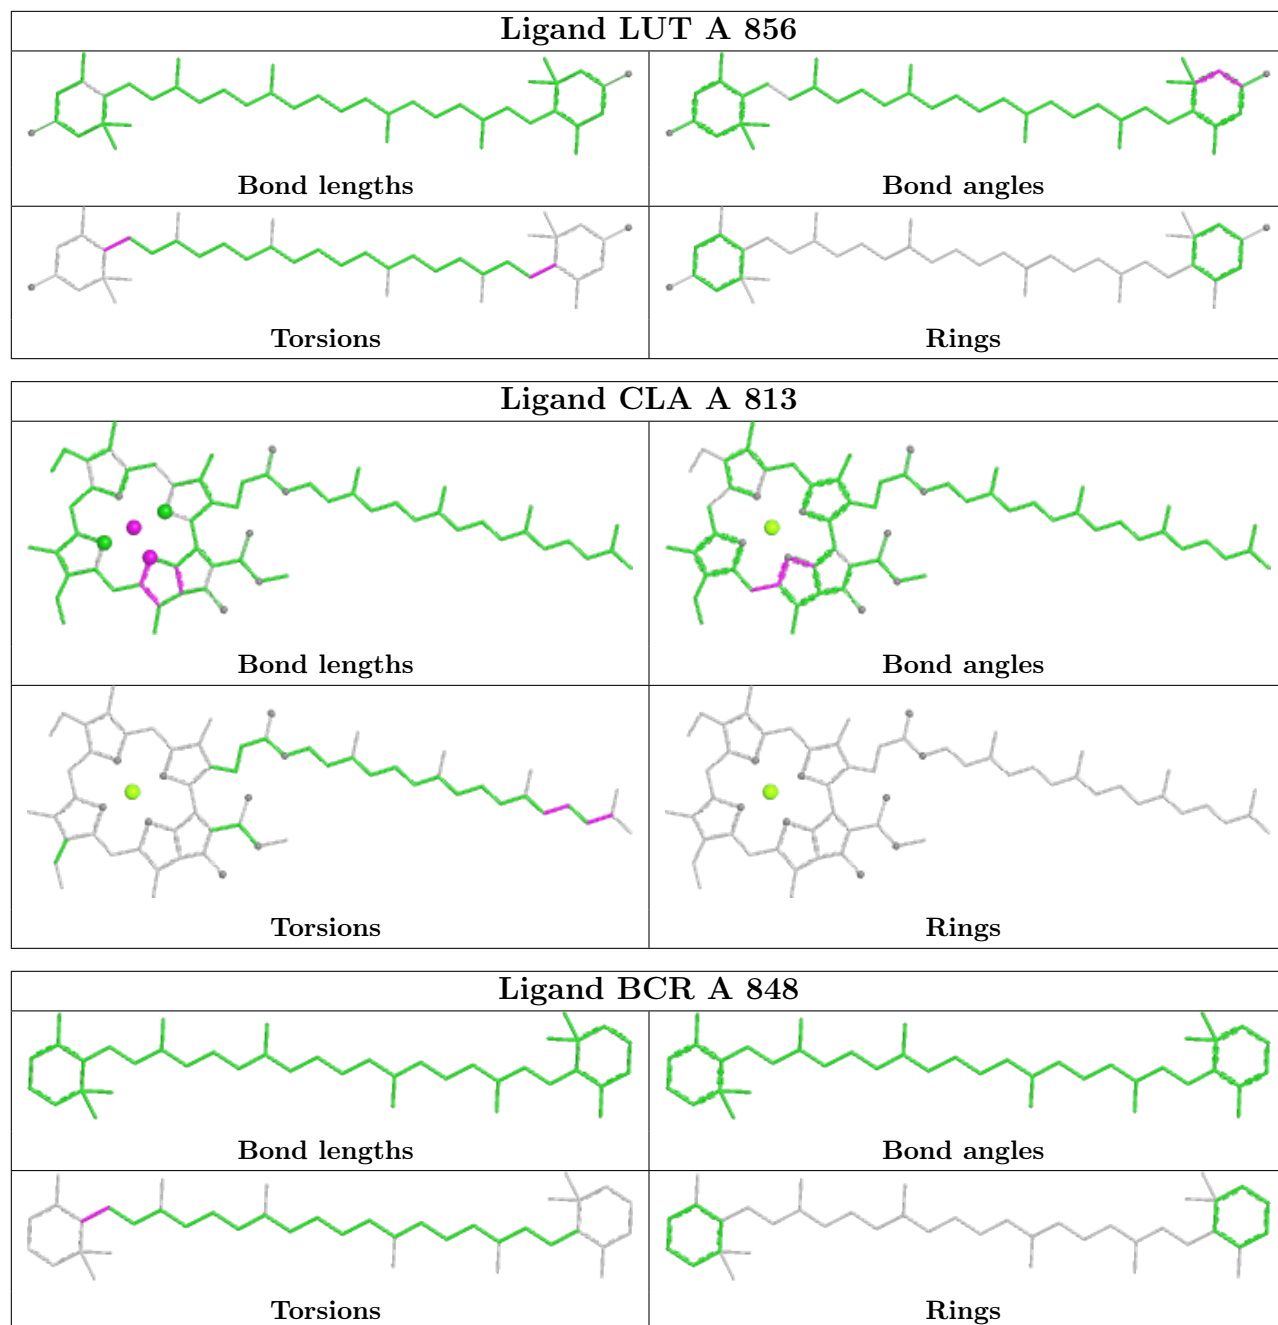 Ligand LUT A 856
Bond lengths
Bond angles
Torsions
Rings
Ligand CLA A 813
Bond lengths
Bond angles
Torsions
Rings
Ligand BCR A 848
Bond lengths
Bond angles
Torsions
Rings